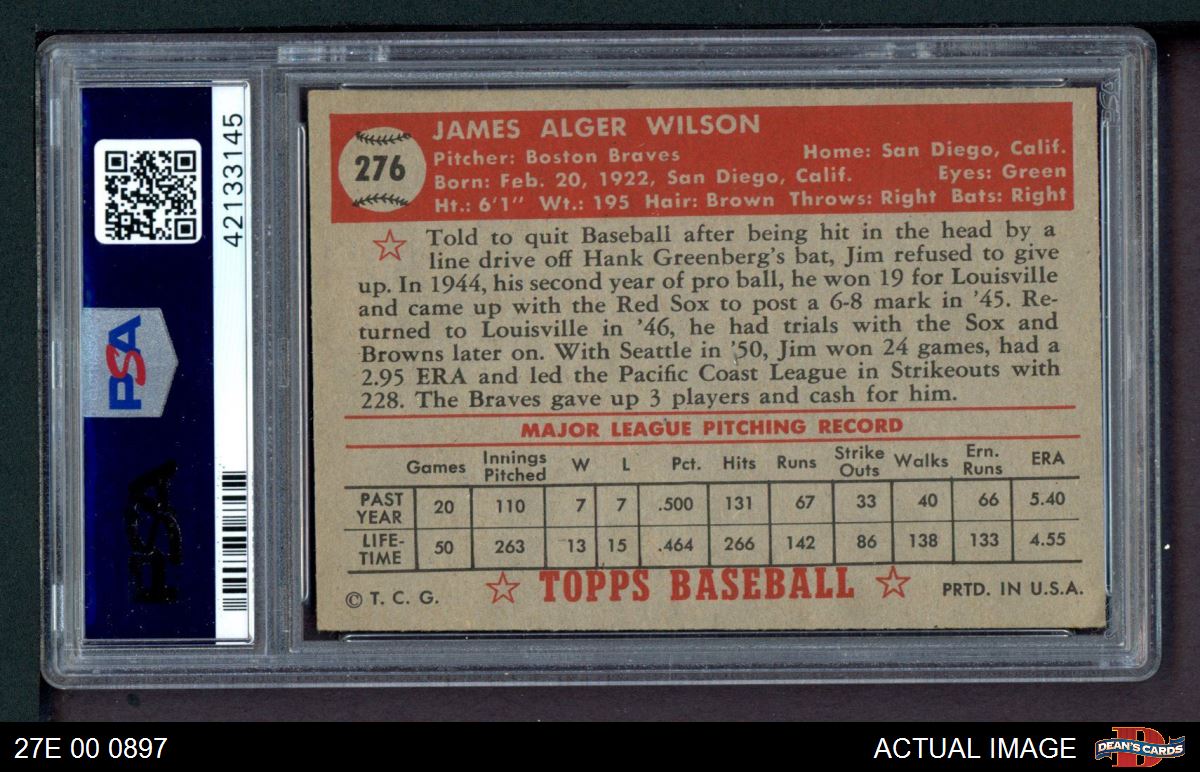 42133145
PSA
PSA
276
JAMES ALGER WILSON
Pitcher: Boston Braves Home: San Diego, Calif.
Born: Feb. 20, 1922, San Diego, Calif. Eyes: Green
Ht.: 6'1" Wt.: 195 Hair: Brown Throws: Right Bats: Right
Told to quit Baseball after being hit in the head by a
line drive off Hank Greenberg's bat, Jim refused to give
up. In 1944, his second year of pro ball, he won 19 for Louisville
and came up with the Red Sox to post a 6-8 mark in '45. Re-
turned to Louisville in '46, he had trials with the Sox and
Browns later on. With Seattle in '50, Jim won 24 games, had a
2.95 ERA and led the Pacific Coast League in Strikeouts with
228. The Braves gave up 3 players and cash for him.
MAJOR LEAGUE PITCHING RECORD
Games Innings Pitched W L Pct. Hits Runs Strike Outs Walks Ern. Runs ERA
PAST YEAR 20 110 7 7 .500 131 67 33 40 66 5.40
LIFE-TIME 50 263 13 15 .464 266 142 86 138 133 4.55
© T. C. G. TOPPS BASEBALL PRTD. IN U.S.A.
27E 00 0897 ACTUAL IMAGE DEAN'S CARDS